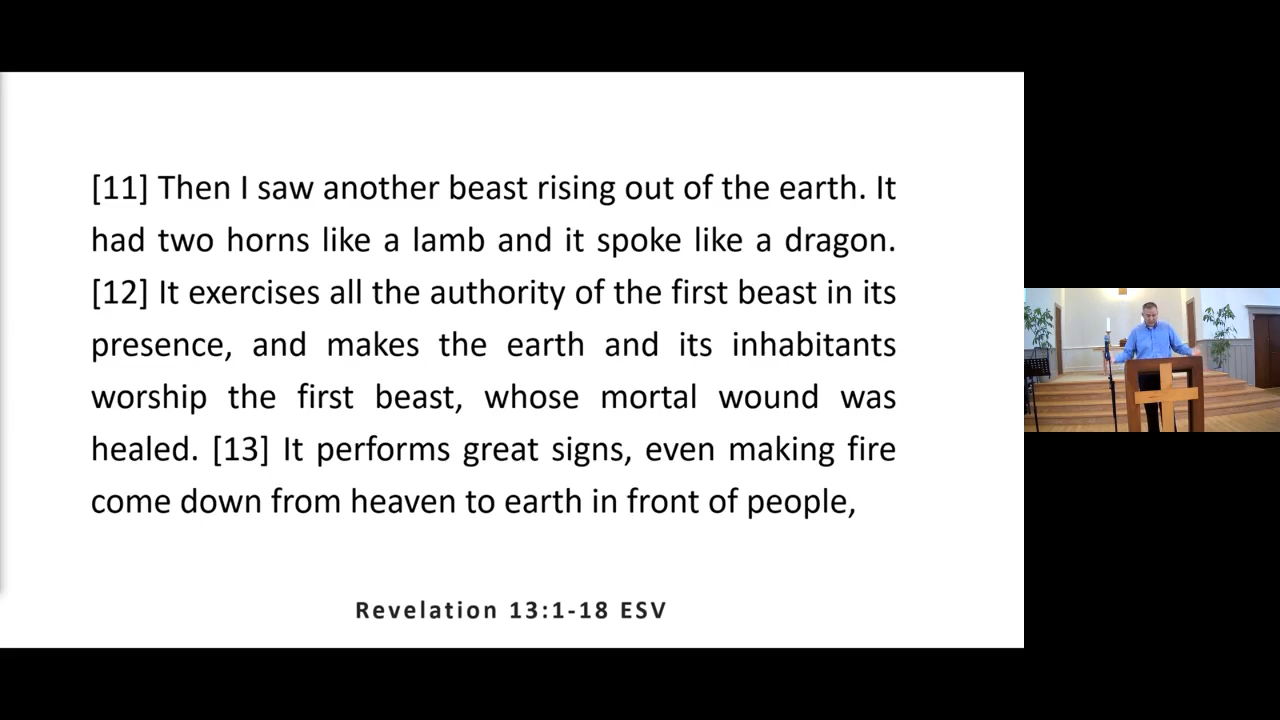 [11] Then I saw another beast rising out of the earth. It
had two horns like a lamb and it spoke like a dragon.
[12] It exercises all the authority of the first beast in its
presence, and makes the earth and its inhabitants
worship the first beast, whose mortal wound was
healed. [13] It performs great signs, even making fire
come down from heaven to earth in front of people,
Revelation 13:1-18 ESV